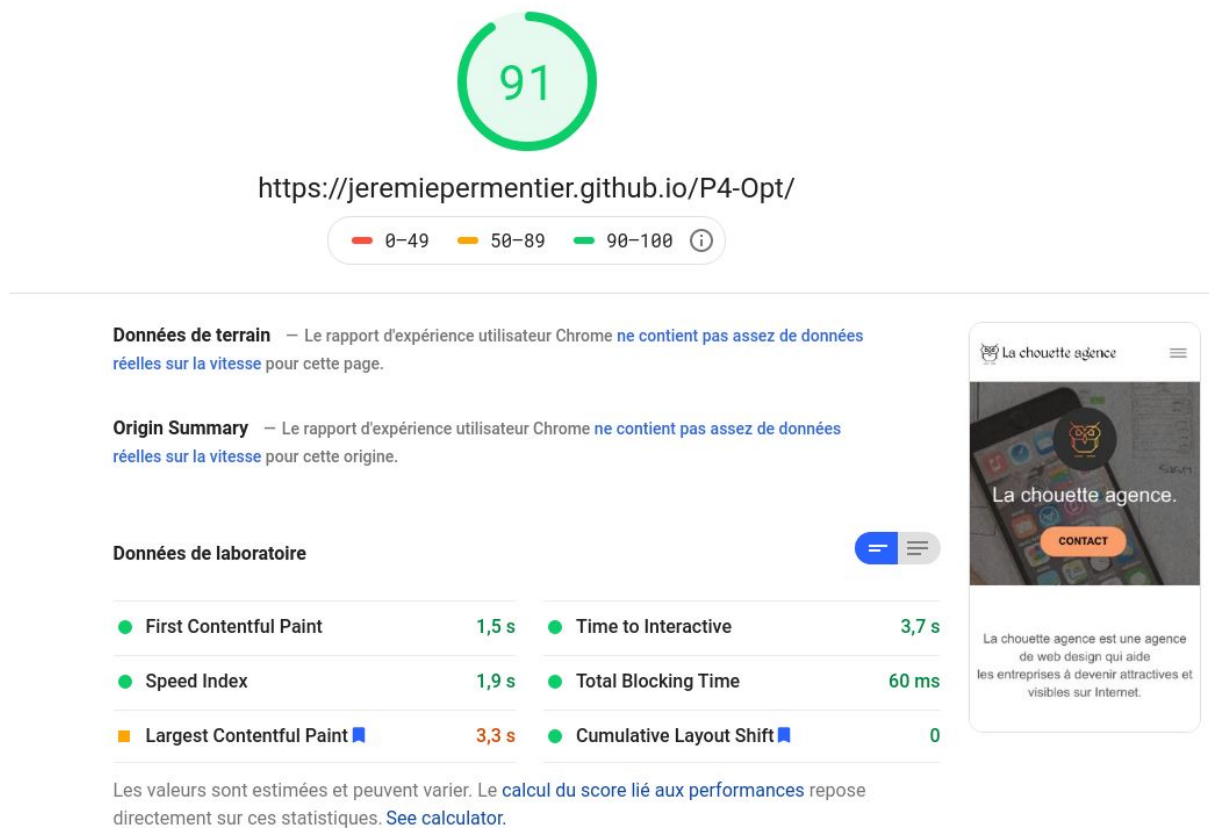 91
https://jeremiepermentier.github.io/P4-Opt/
0–49 50–89 90–100
Données de terrain — Le rapport d'expérience utilisateur Chrome ne contient pas assez de données
réelles sur la vitesse pour cette page.
Origin Summary — Le rapport d'expérience utilisateur Chrome ne contient pas assez de données
réelles sur la vitesse pour cette origine.
Données de laboratoire
First Contentful Paint 1,5 s
Time to Interactive 3,7 s
Speed Index 1,9 s
Total Blocking Time 60 ms
Largest Contentful Paint 3,3 s
Cumulative Layout Shift 0
Les valeurs sont estimées et peuvent varier. Le calcul du score lié aux performances repose
directement sur ces statistiques. See calculator.
La chouette agence
La chouette agence.
CONTACT
La chouette agence est une agence
de web design qui aide
les entreprises à devenir attractives et
visibles sur Internet.